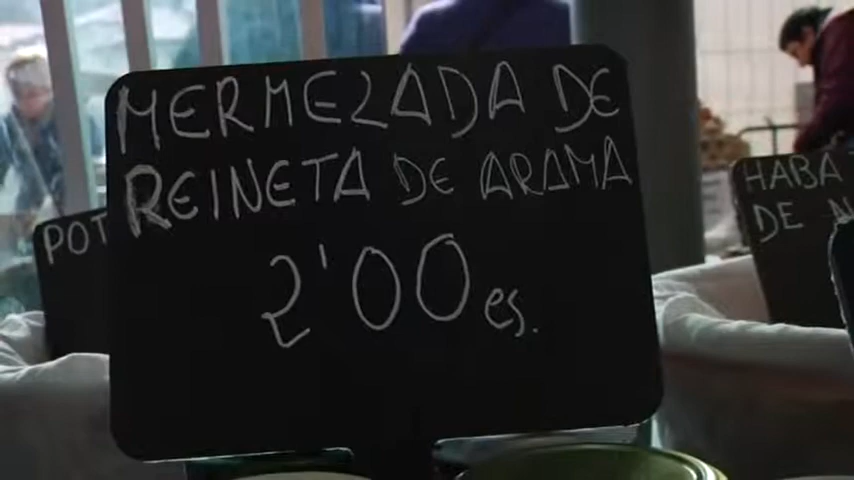 MERMELADA DE
REINETA DE ARAMA
2'00 es.
POT
HABA
DE